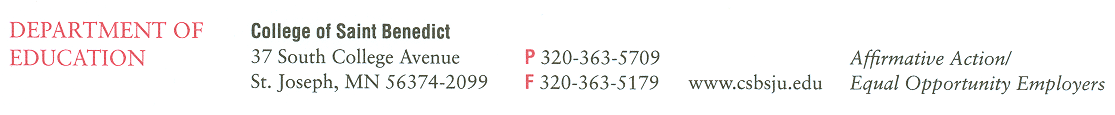 DEPARTMENT OF
EDUCATION
College of Saint Benedict
37 South College Avenue
St. Joseph, MN 56374-2099
P 320-363-5709
F 320-363-5179
www.csbsju.edu
Affirmative Action/
Equal Opportunity Employers